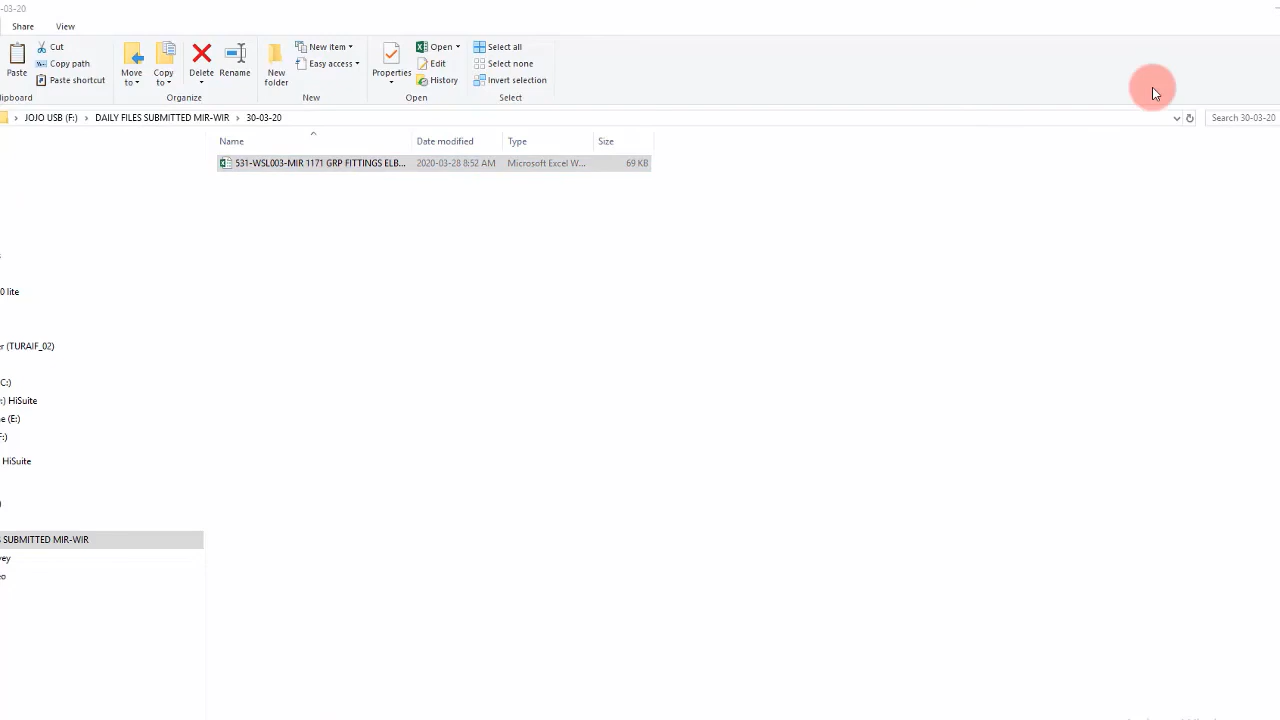 -03-20
Share View
Paste
Cut
Copy path
Paste shortcut
Move to
Copy to
Delete
Rename
New folder
New item
Easy access
Properties
Open
Edit
History
Select all
Select none
Invert selection
lipboard Organize New Open Select
JOJO USB (F:) › DAILY FILES SUBMITTED MIR-WIR › 30-03-20
Search 30-03-20
Name Date modified Type Size
531-WSL003-MIR 1171 GRP FITTINGS ELB... 2020-03-28 8:52 AM Microsoft Excel W... 69 KB
0 lite
er (TURAIF_02)
C:)
:) HiSuite
e (E:)
F:)
HiSuite
)
SUBMITTED MIR-WIR
vey
eo